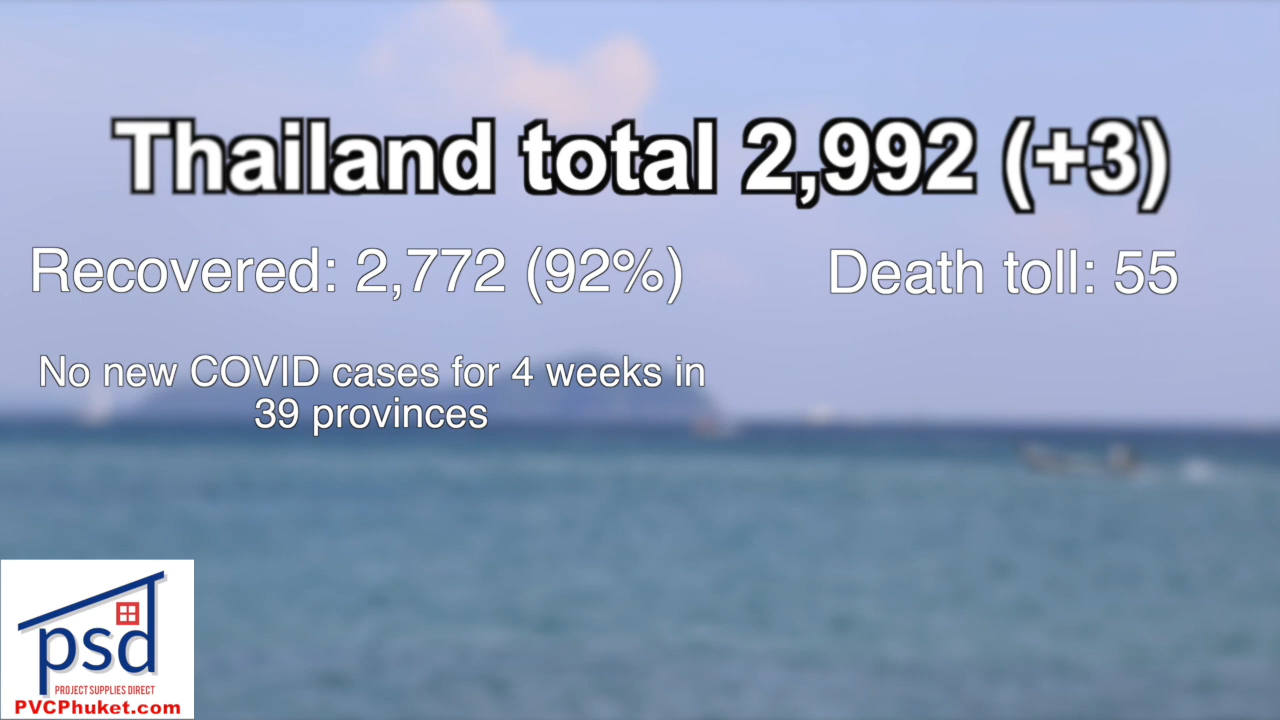 Thailand total 2,992 (+3)
Recovered: 2,772 (92%)
Death toll: 55
No new COVID cases for 4 weeks in
39 provinces
psd
PROJECT SUPPLIES DIRECT
PVCPhuket.com